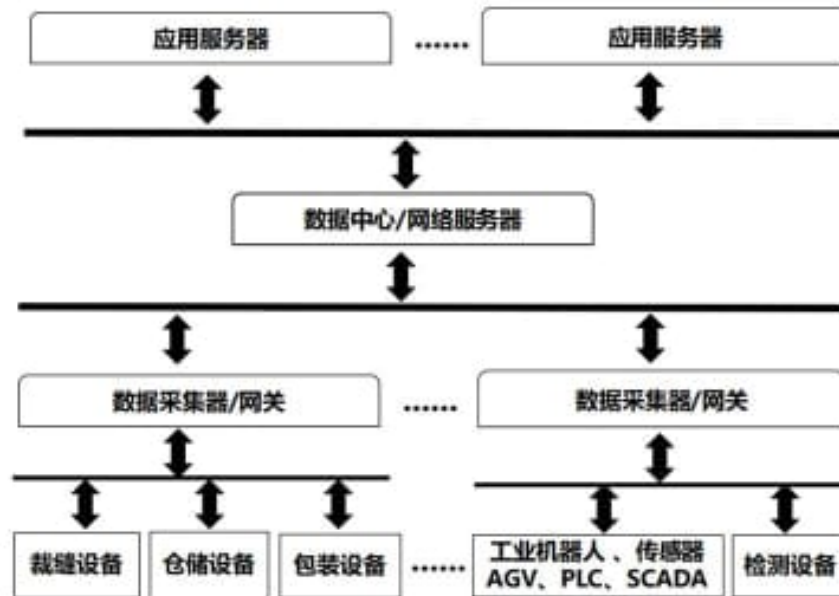 应用服务器 ...... 应用服务器
数据中心/网络服务器
数据采集器/网关 ...... 数据采集器/网关
裁缝设备 仓储设备 包装设备 ...... 工业机器人、传感器 检测设备
AGV、PLC、SCADA